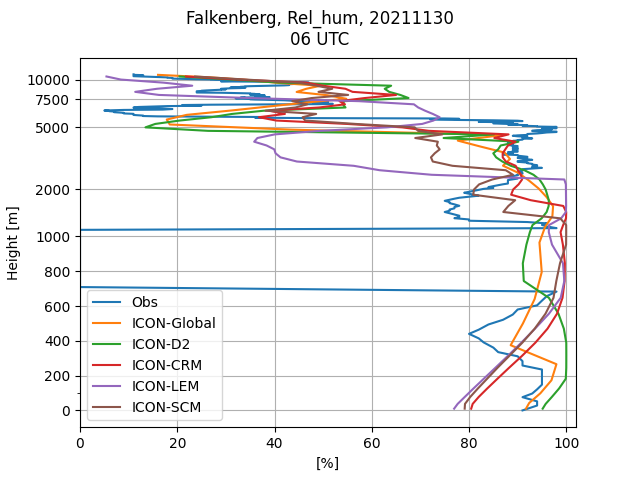 Falkenberg, Rel_hum, 20211130
06 UTC
10000
7500
5000
2000
1000
800
600
400
200
0
Height [m]
Obs
ICON-Global
ICON-D2
ICON-CRM
ICON-LEM
ICON-SCM
0 20 40 60 80 100
[%]